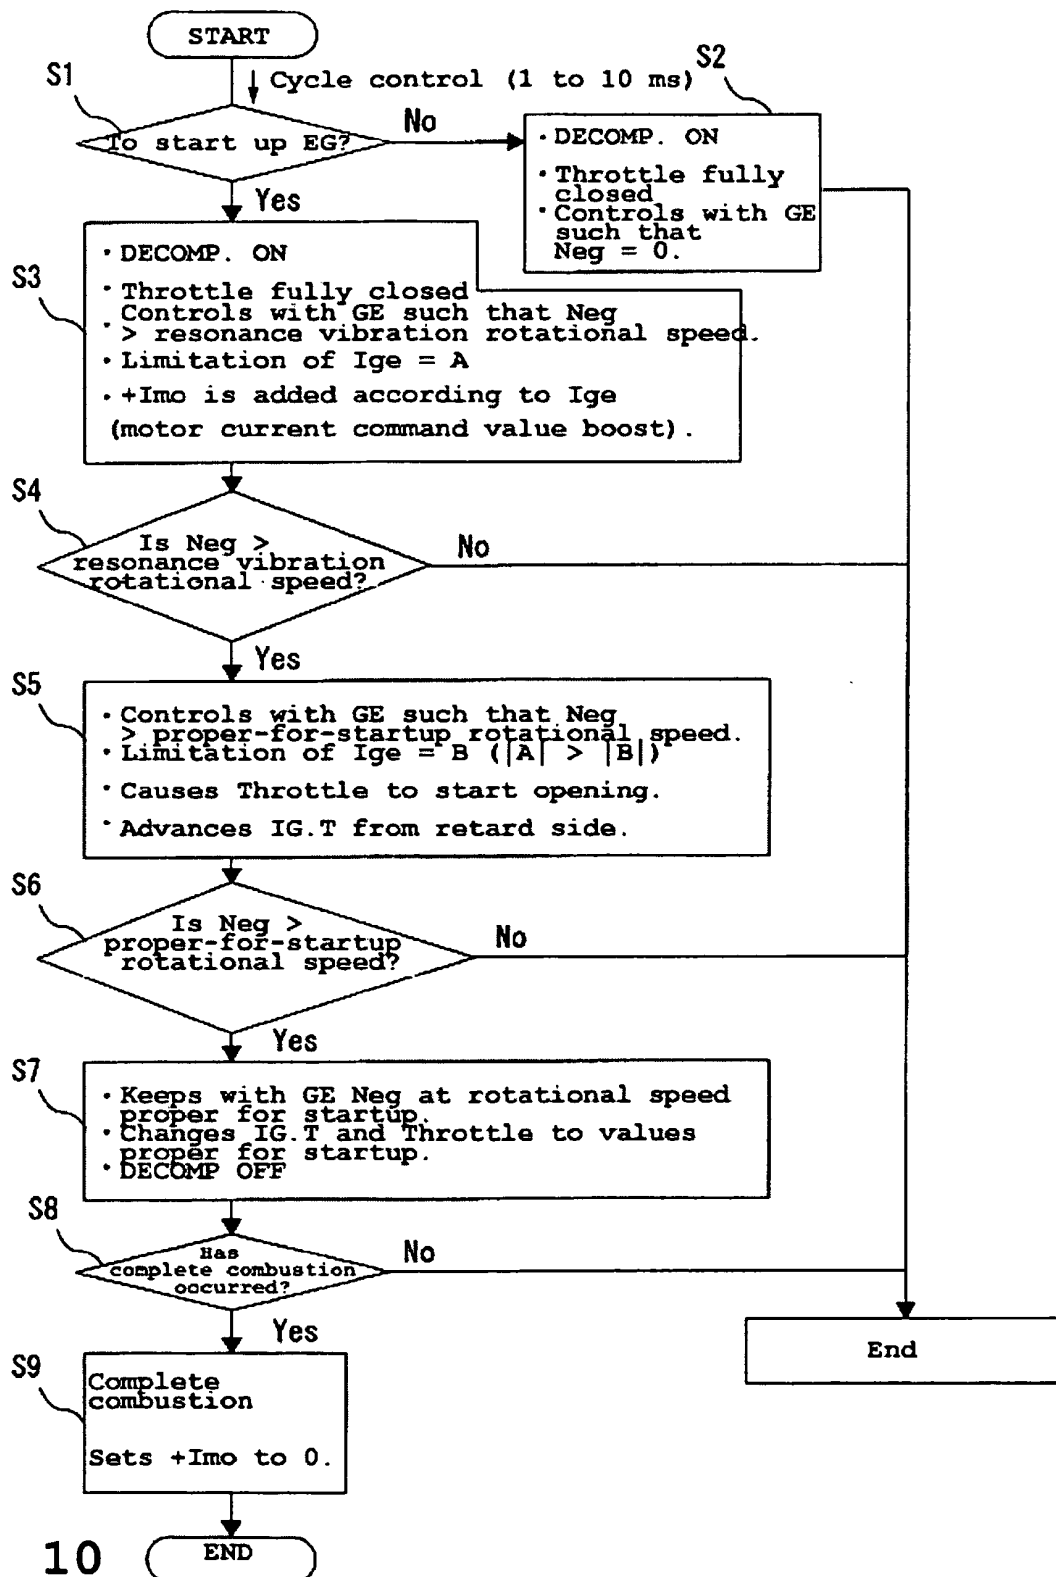 START
S1
Cycle control (1 to 10 ms)
S2
To start up EG?
No
• DECOMP. ON
• Throttle fully
closed
• Controls with GE
such that
Neg = 0.
Yes
S3
• DECOMP. ON
• Throttle fully closed
Controls with GE such that Neg
• > resonance vibration rotational speed.
• Limitation of Ige = A
• +Imo is added according to Ige
(motor current command value boost).
S4
Is Neg >
resonance vibration
rotational speed?
No
Yes
S5
• Controls with GE such that Neg
> proper-for-startup rotational speed.
• Limitation of Ige = B (|A| > |B|)
• Causes Throttle to start opening.
• Advances IG.T from retard side.
S6
Is Neg >
proper-for-startup
rotational speed?
No
Yes
S7
• Keeps with GE Neg at rotational speed
proper for startup.
• Changes IG.T and Throttle to values
proper for startup.
• DECOMP OFF
S8
Has
complete combustion
occurred?
No
Yes
S9
Complete
combustion
Sets +Imo to 0.
End
END
10